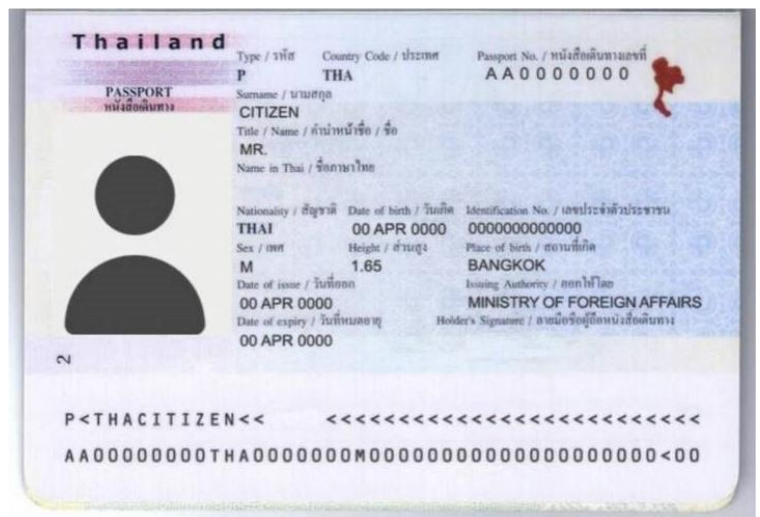 Thailand
PASSPORT
หนังสือเดินทาง
Type / รหัส Country Code / ประเทศ Passport No. / หนังสือเดินทางเลขที่
P THA AA0000000
Surname / นามสกุล
CITIZEN
Title / Name / คำนำหน้าชื่อ / ชื่อ
MR.
Name in Thai / ชื่อภาษาไทย
Nationality / สัญชาติ Date of birth / วันเกิด Identification No. / เลขประจำตัวประชาชน
THAI 00 APR 0000 0000000000000
Sex / เพศ Height / ส่วนสูง Place of birth / สถานที่เกิด
M 1.65 BANGKOK
Date of issue / วันที่ออก Issuing Authority / ออกให้โดย
00 APR 0000 MINISTRY OF FOREIGN AFFAIRS
Date of expiry / วันที่หมดอายุ Holder's Signature / ลายมือชื่อผู้ถือหนังสือเดินทาง
00 APR 0000
2
P<THACITIZEN<< <<<<<<<<<<<<<<<<<<<<<<<<<<
AA00000000THA0000000M0000000000000000000000<00